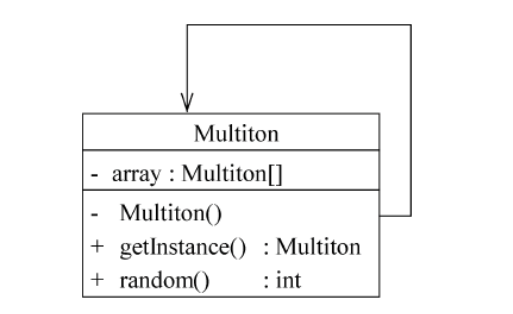 Multiton
- array : Multiton[]
- Multiton()
+ getInstance() : Multiton
+ random() : int